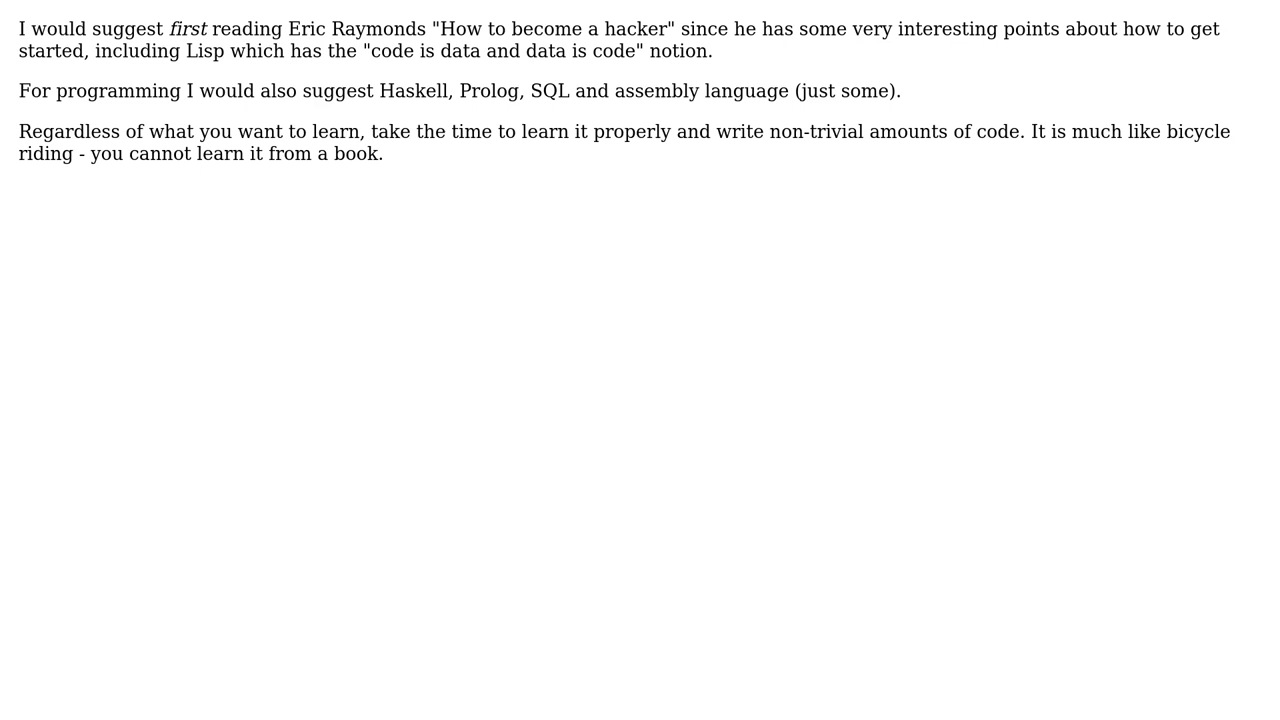 I would suggest first reading Eric Raymonds "How to become a hacker" since he has some very interesting points about how to get
started, including Lisp which has the "code is data and data is code" notion.
For programming I would also suggest Haskell, Prolog, SQL and assembly language (just some).
Regardless of what you want to learn, take the time to learn it properly and write non-trivial amounts of code. It is much like bicycle
riding - you cannot learn it from a book.